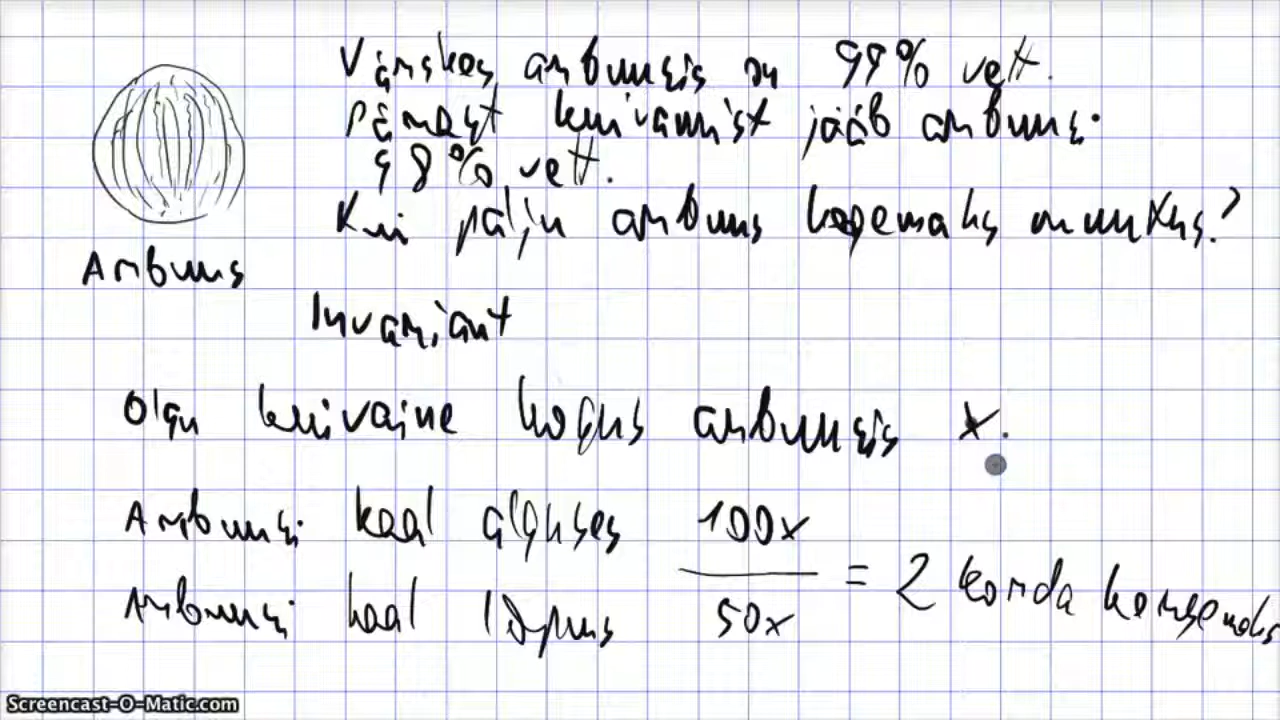 Värskes arbuusis on 99% vett.
Pärast kuivamist jääb arbuusi
98% vett.
Kui palju arbuus kergemaks muutus?
Arbuus
Invariant
Olgu kuivaine kogus arbuusis x.
Arbuusi kaal alguses 100x
Arbuusi kaal lõpus 50x
= 2 korda kergemaks
Screencast-O-Matic.com